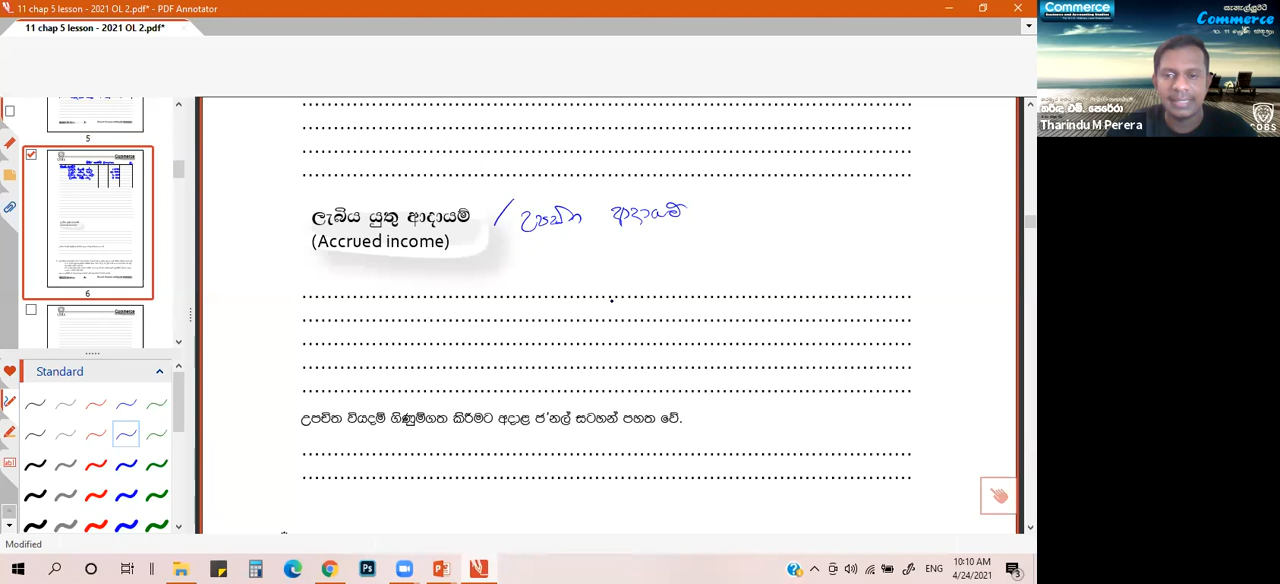 11 chap 5 lesson - 2021 OL 2.pdf* - PDF Annotator
11 chap 5 lesson - 2021 OL 2.pdf*
5
6
ලැබිය යුතු ආදායම් / උපචිත ආදායම්
(Accrued income)
උපචිත වියදම් ගිණුම්ගත කිරීමට අදාළ ජ'නල් සටහන් පහත වේ.
Standard
Modified
Commerce
Commerce
Tharindu M Perera
COBS
ENG
10:10 AM
4/24/2021
3